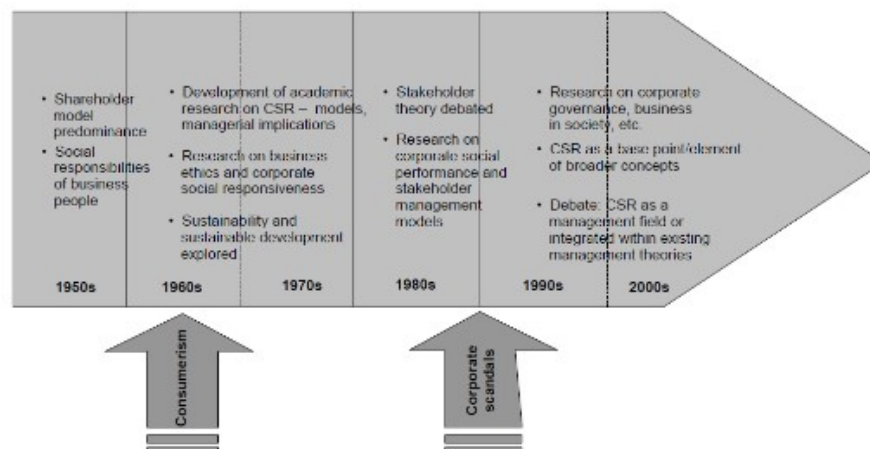 • Shareholder
model
predominance
• Social
responsibilities
of business
people
• Development of academic
research on CSR – models,
managerial implications
• Research on business
ethics and corporate
social responsiveness
• Sustainability and
sustainable development
explored
• Stakeholder
theory debated
• Research on
corporate social
performance and
stakeholder
management
models
• Research on corporate
governance, business
in society, etc.
• CSR as a base point/element
of broader concepts
• Debate: CSR as a
management field or
integrated within existing
management theories
1950s
1960s
1970s
1980s
1990s
2000s
Consumerism
Corporate
scandals